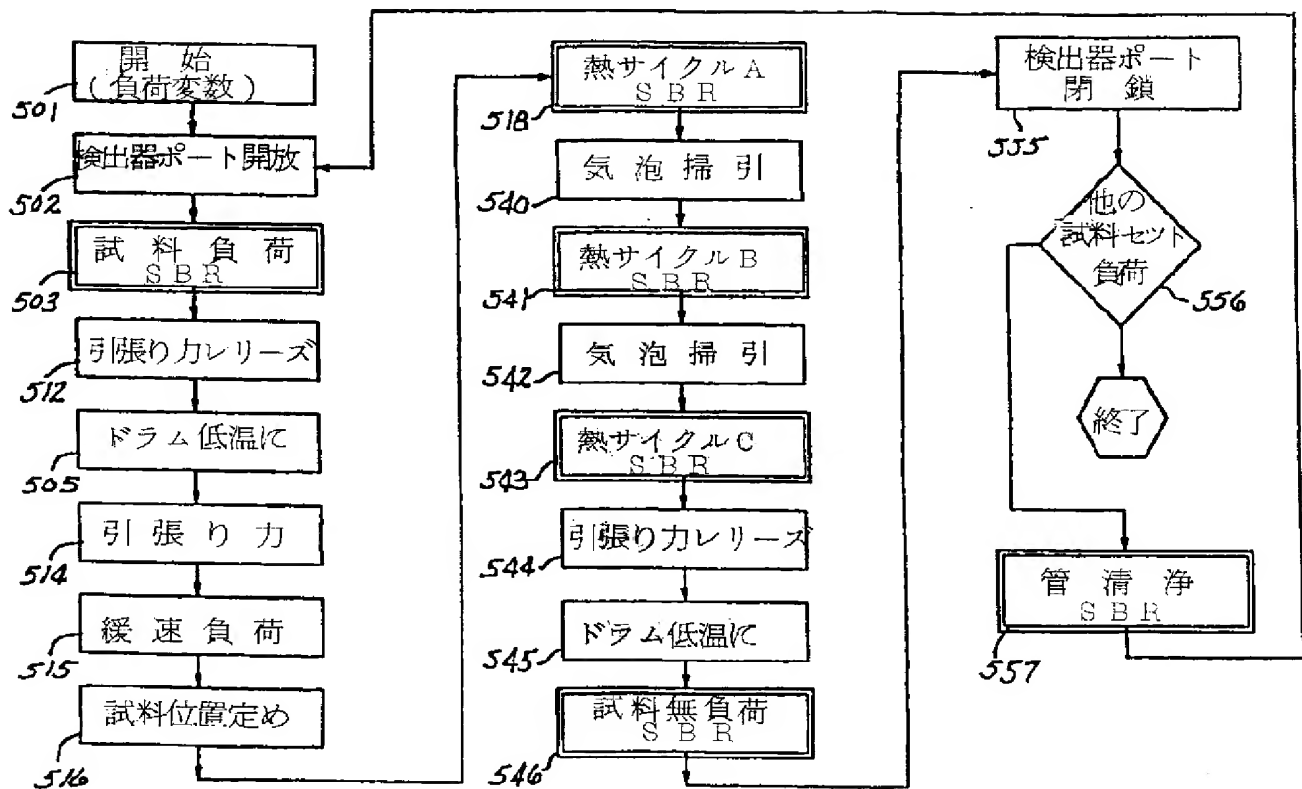 開始
(負荷変数)
501
検出器ポート開放
502
試料負荷
SBR
503
引張り力レリーズ
512
ドラム低温に
505
引張り力
514
緩速負荷
515
試料位置定め
516
熱サイクルA
SBR
518
気泡掃引
540
熱サイクルB
SBR
541
気泡掃引
542
熱サイクルC
SBR
543
引張り力レリーズ
544
ドラム低温に
545
試料無負荷
SBR
546
検出器ポート
閉鎖
555
他の
試料セット
負荷
556
終了
管清浄
SBR
557